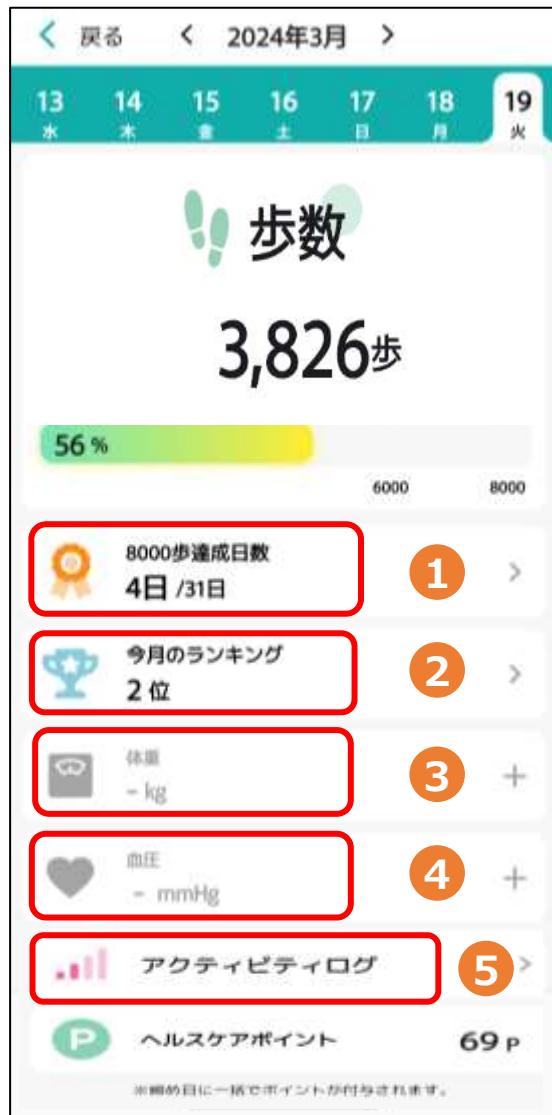 戻る 2024年3月
13 14 15 16 17 18 19
水 木 金 土 日 月 火
歩数
3,826歩
56 %
6000 8000
8000歩達成日数
4日 /31日
1
今月のランキング
2 位
2
体重
- kg
3
血圧
- mmHg
4
アクティビティログ
5
P ヘルスケアポイント 69 P
※締め日に一括でポイントが付与されます。